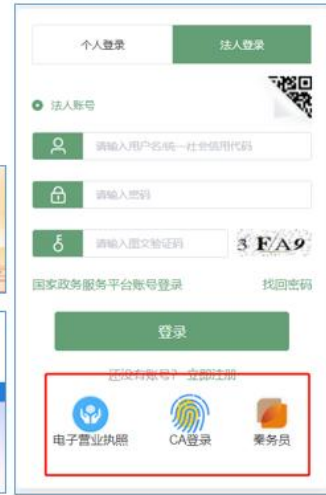 个人登录
法人登录
法人账号
请输入用户名/统一社会信用代码
请输入密码
请输入图文验证码
3 FA9
国家政务服务平台账号登录
找回密码
登录
还没有账号？ 立即注册
电子营业执照
CA登录
秦务员